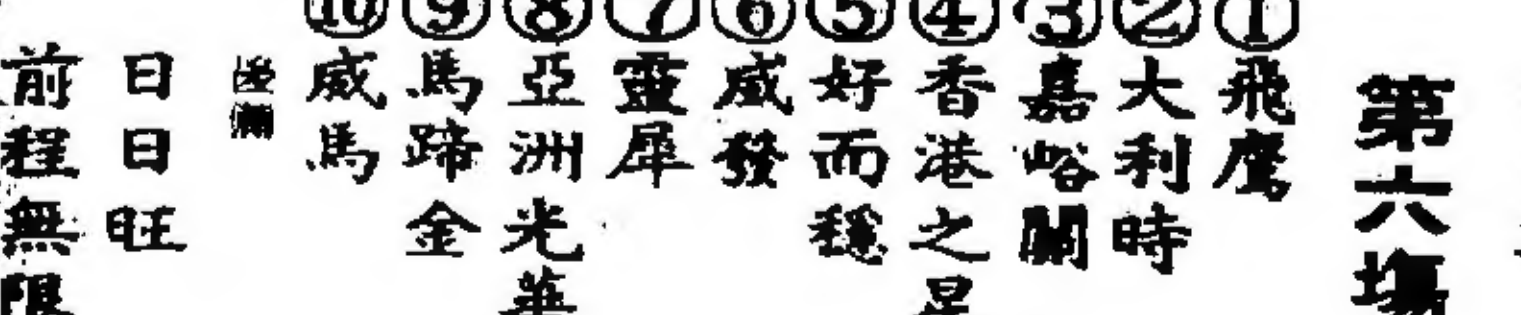 第六場
①飛鷹
②大利時
③嘉峪關
④香港之星
⑤好而穩
⑥威發
⑦靈犀
⑧亞洲光華
⑨馬蹄金
⑩威馬
日日旺
前程無限